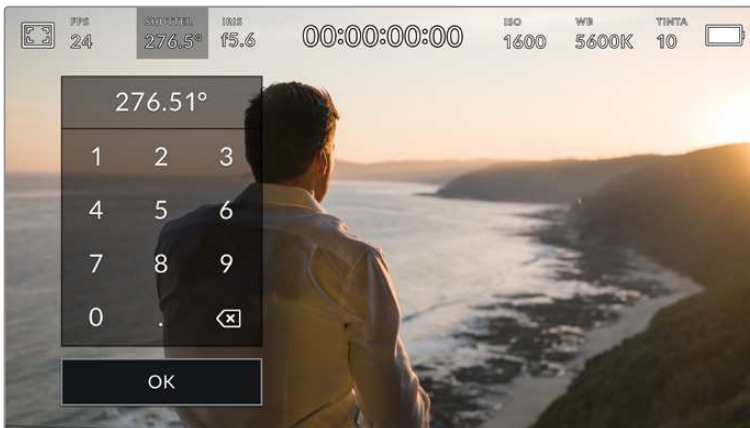 FPS SHUTTER IRIS ISO WB TINTA
24 276.5° f5.6 00:00:00:00 1600 5600K 10
276.51°
1 2 3
4 5 6
7 8 9
0 .
OK